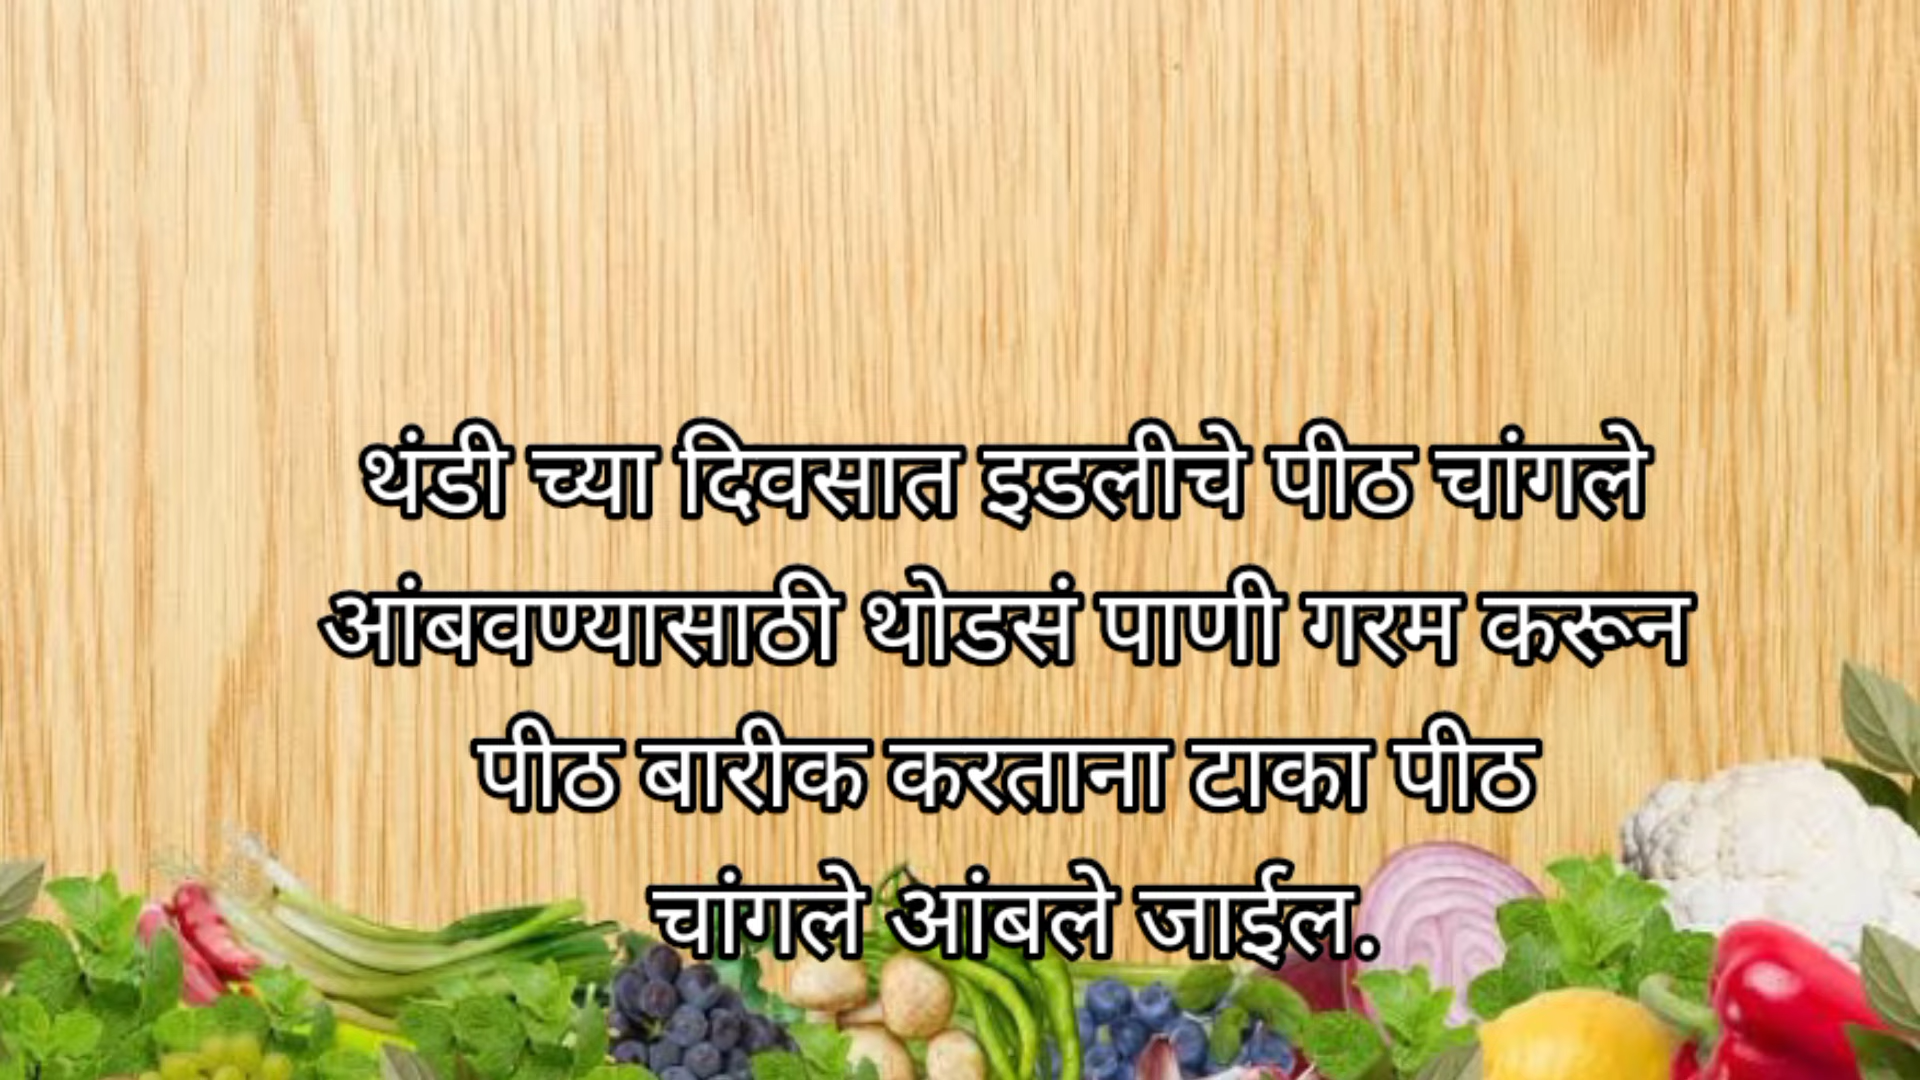 थंडी च्या दिवसात इडलीचे पीठ चांगले
आंबवण्यासाठी थोडसं पाणी गरम करून
पीठ बारीक करताना टाका पीठ
चांगले आंबले जाईल.